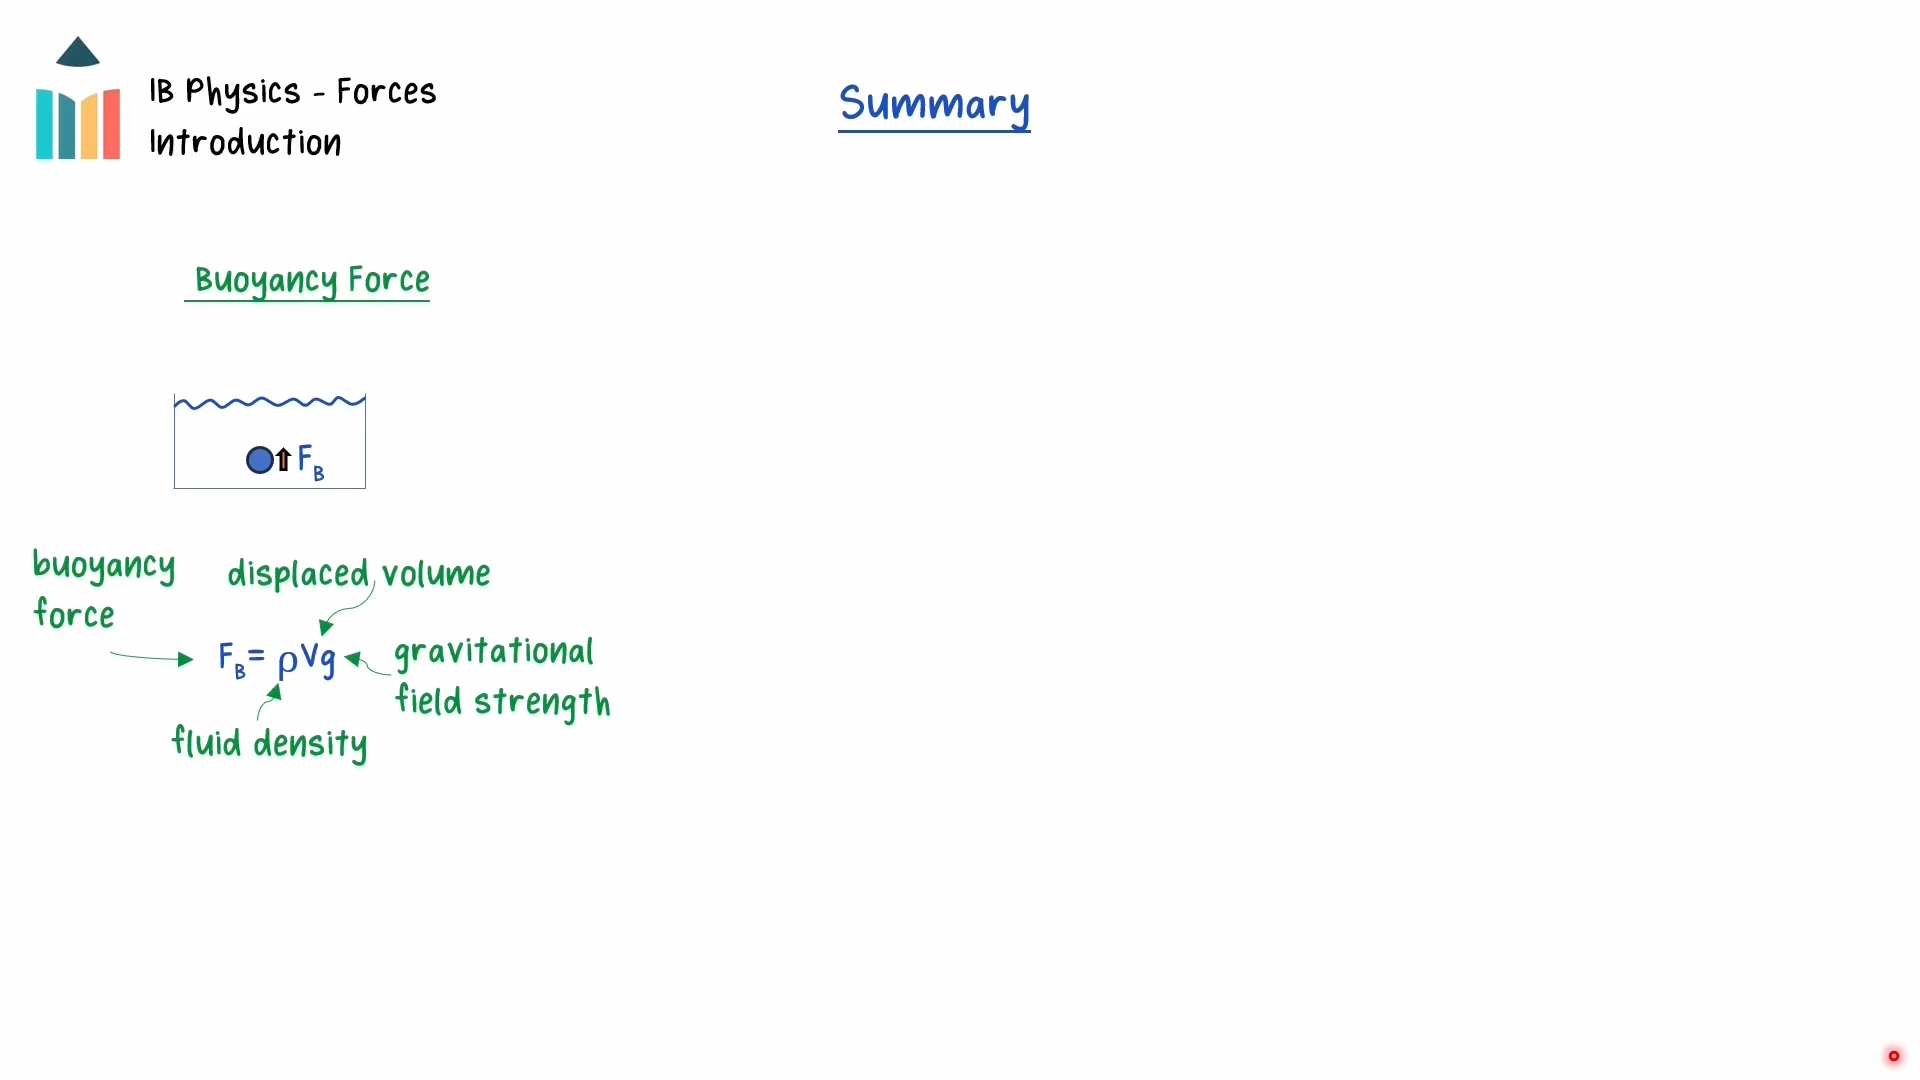 IB Physics - Forces
Introduction
Summary
Buoyancy Force
F_B
buoyancy
force
displaced volume
F_B = ρVg
gravitational
field strength
fluid density